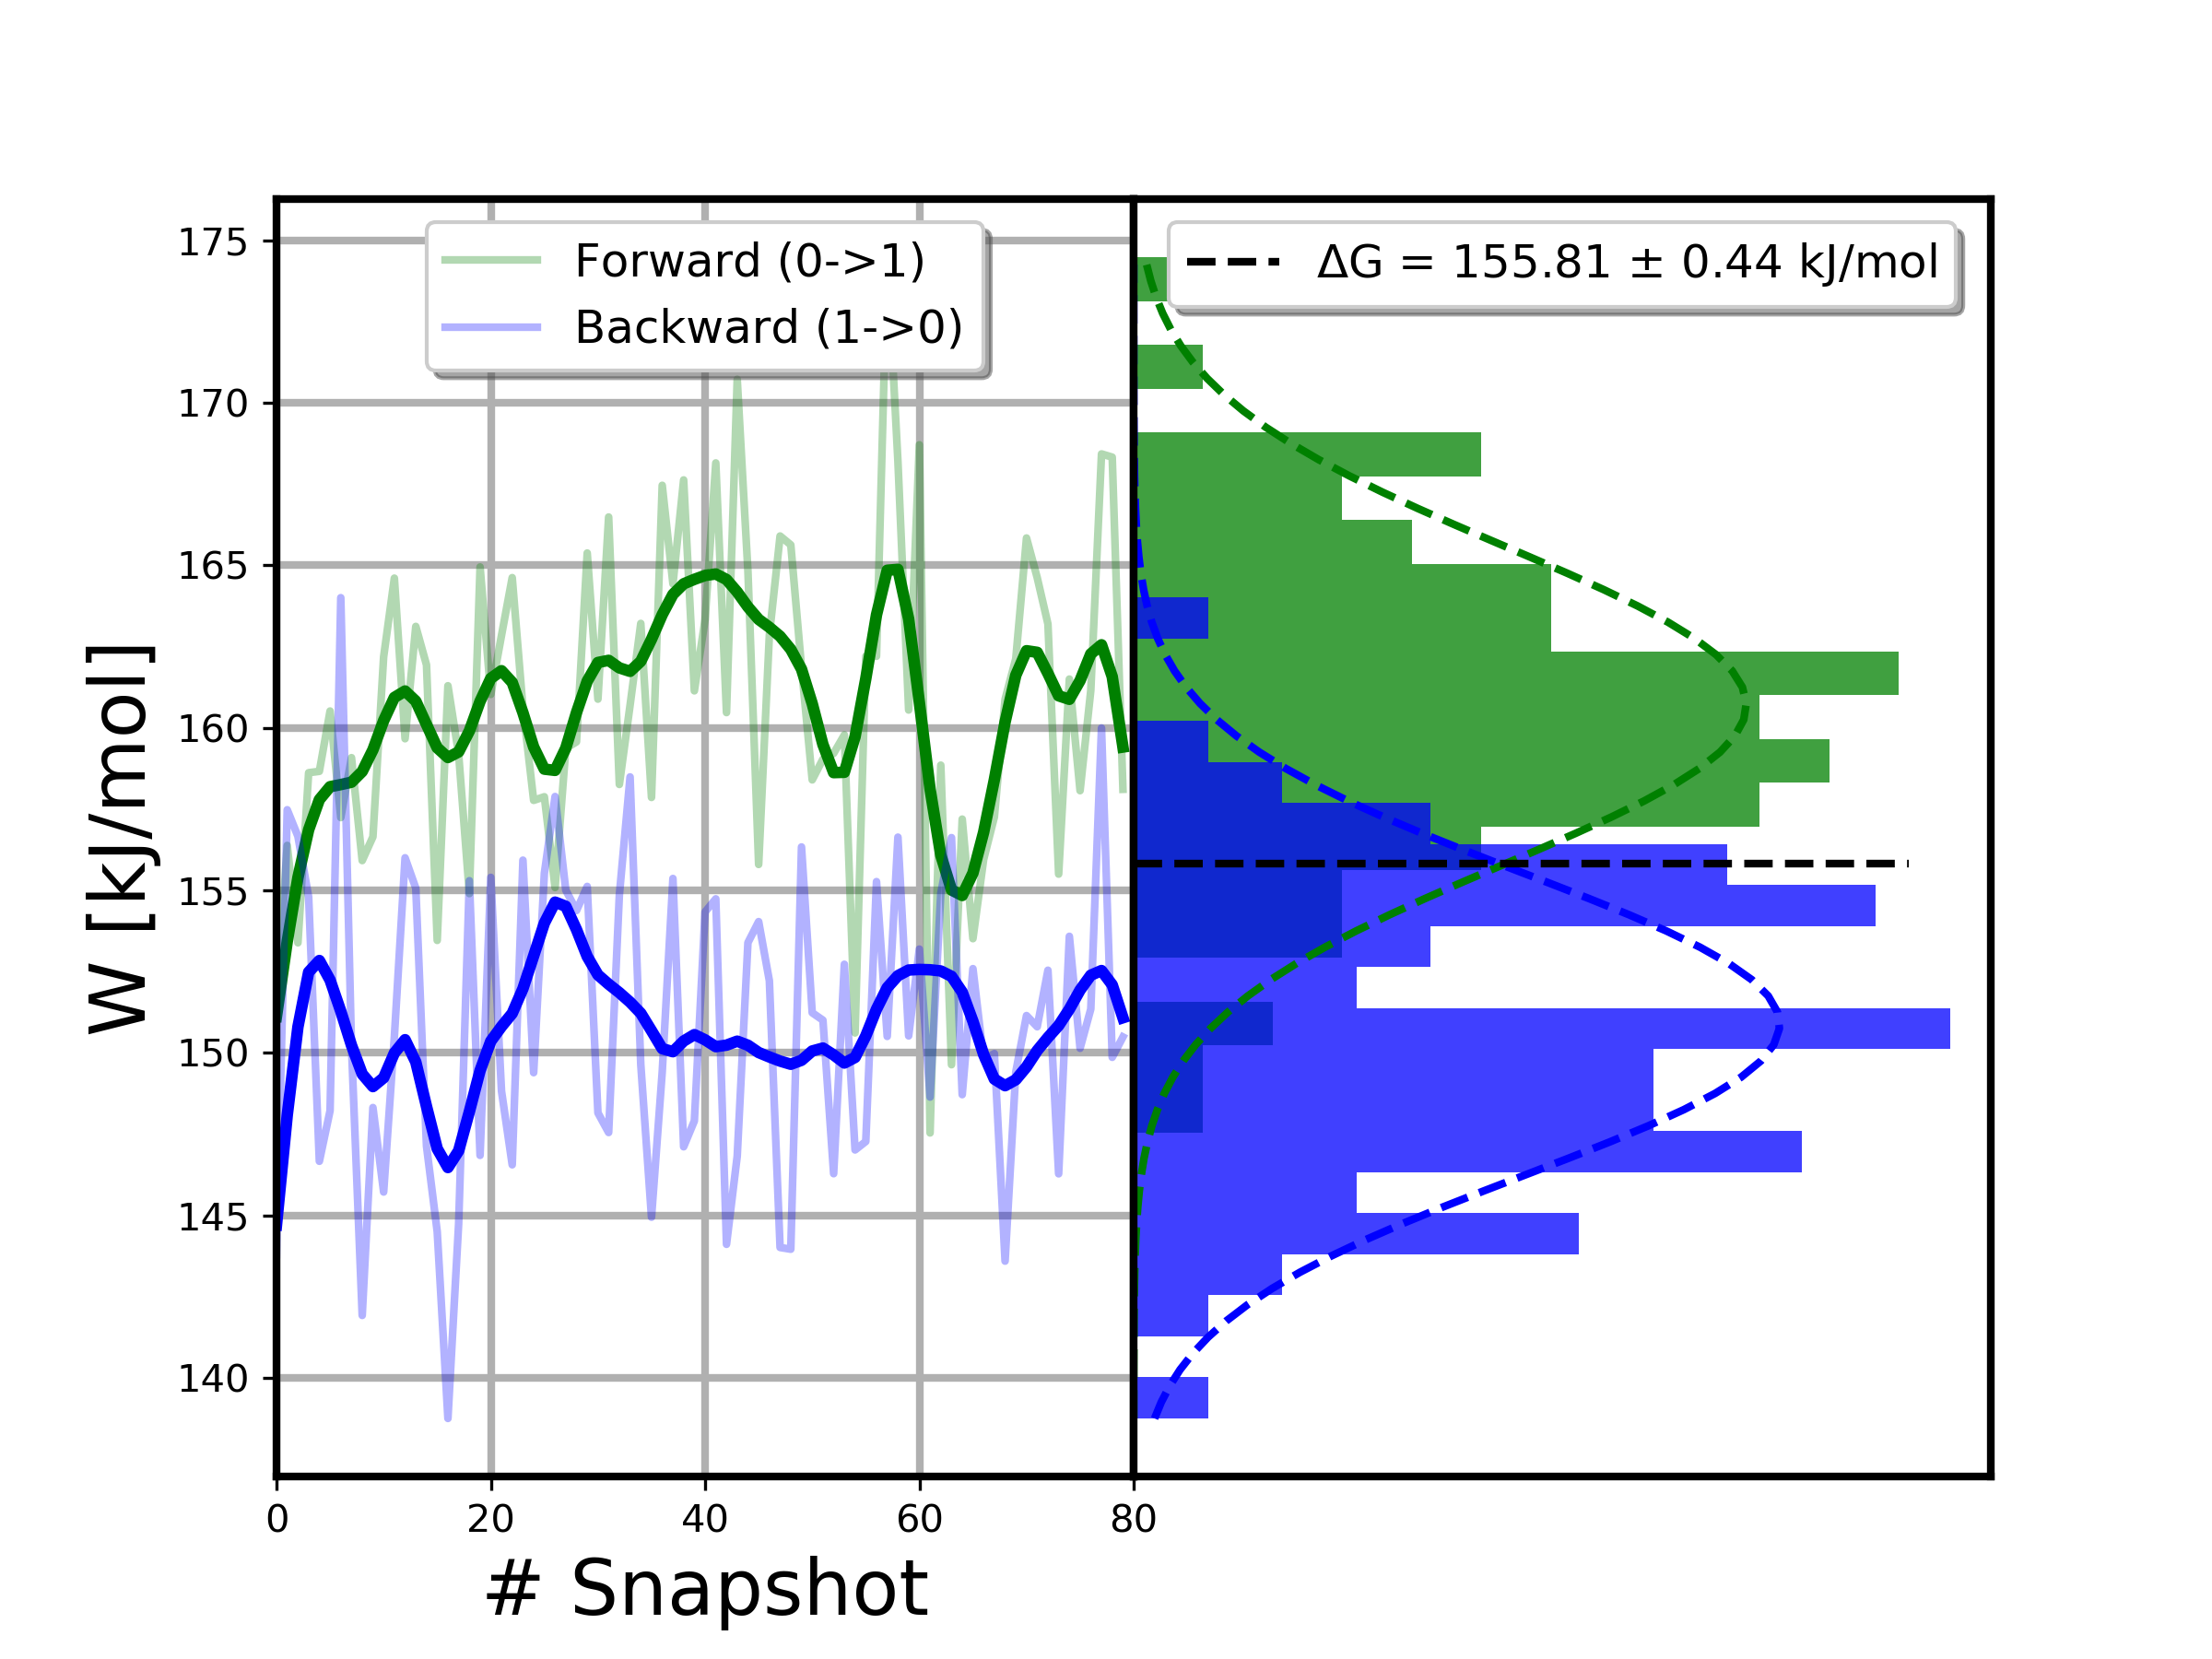 W [kJ/mol]
175
170
165
160
155
150
145
140
Forward (0->1)
Backward (1->0)
ΔG = 155.81 ± 0.44 kJ/mol
0 20 40 60 80
# Snapshot